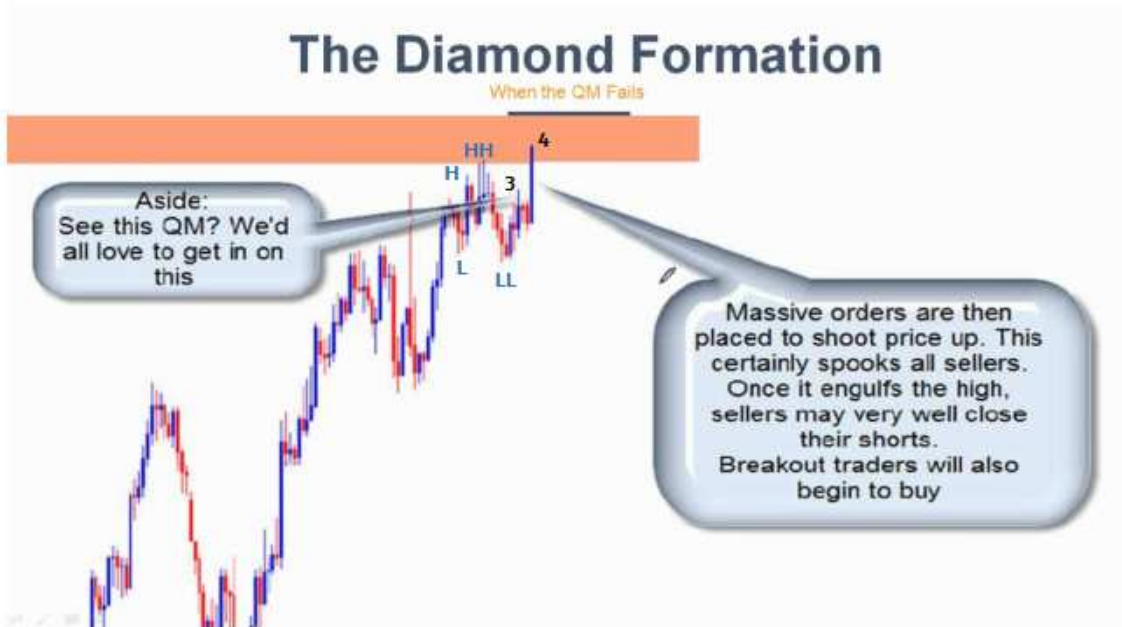 The Diamond Formation
When the QM Fails
4
HH
H
3
Aside:
See this QM? We'd
all love to get in on
this
L
LL
Massive orders are then
placed to shoot price up. This
certainly spooks all sellers.
Once it engulfs the high,
sellers may very well close
their shorts.
Breakout traders will also
begin to buy